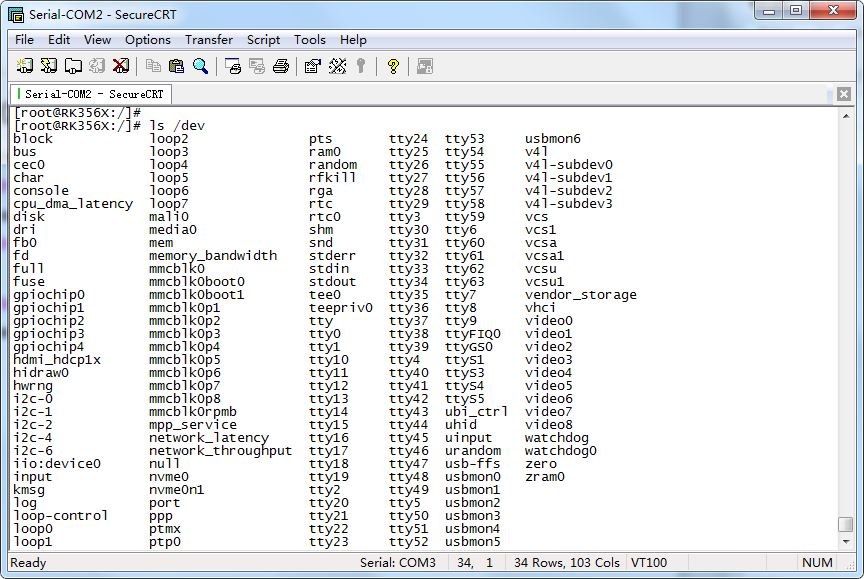 Serial-COM2 - SecureCRT
File Edit View Options Transfer Script Tools Help
Serial-COM2 - SecureCRT
[root@RK356X:/]#
[root@RK356X:/]# ls /dev
block loop2 pts tty24 tty53 usbmon6
bus loop3 ram0 tty25 tty54 v4l
cec0 loop4 random tty26 tty55 v4l-subdev0
char loop5 rfkill tty27 tty56 v4l-subdev1
console loop6 rga tty28 tty57 v4l-subdev2
cpu_dma_latency loop7 rtc tty29 tty58 v4l-subdev3
disk mali0 rtc0 tty3 tty59 vcs
dri media0 shm tty30 tty6 vcs1
fb0 mem snd tty31 tty60 vcsa
fd memory_bandwidth stderr tty32 tty61 vcsa1
full mmcblk0 stdin tty33 tty62 vcsu
fuse mmcblk0boot0 stdout tty34 tty63 vcsu1
gpiochip0 mmcblk0boot1 tee0 tty35 tty7 vendor_storage
gpiochip1 mmcblk0p1 teepriv0 tty36 tty8 vhci
gpiochip2 mmcblk0p2 tty tty37 tty9 video0
gpiochip3 mmcblk0p3 tty0 tty38 ttyFIQ0 video1
gpiochip4 mmcblk0p4 tty1 tty39 ttyGS0 video2
hdmi_hdcp1x mmcblk0p5 tty10 tty4 ttyS1 video3
hidraw0 mmcblk0p6 tty11 tty40 ttyS3 video4
hwrng mmcblk0p7 tty12 tty41 ttyS4 video5
i2c-0 mmcblk0p8 tty13 tty42 ttyS5 video6
i2c-1 mmcblk0rpmb tty14 tty43 ubi_ctrl video7
i2c-2 mpp_service tty15 tty44 uhid video8
i2c-4 network_latency tty16 tty45 uinput watchdog
i2c-6 network_throughput tty17 tty46 urandom watchdog0
iio:device0 null tty18 tty47 usb-ffs zero
input nvme0 tty19 tty48 usbmon0 zram0
kmsg nvme0n1 tty2 tty49 usbmon1
log port tty20 tty5 usbmon2
loop-control ppp tty21 tty50 usbmon3
loop0 ptmx tty22 tty51 usbmon4
loop1 ptp0 tty23 tty52 usbmon5
Ready Serial: COM3 34, 1 34 Rows, 103 Cols VT100 NUM